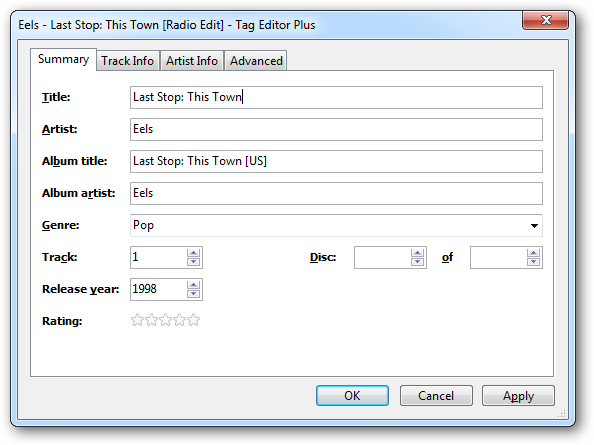 Eels - Last Stop: This Town [Radio Edit] - Tag Editor Plus
Summary Track Info Artist Info Advanced
Title: Last Stop: This Town
Artist: Eels
Album title: Last Stop: This Town [US]
Album artist: Eels
Genre: Pop
Track: 1 Disc: of
Release year: 1998
Rating:
OK Cancel Apply